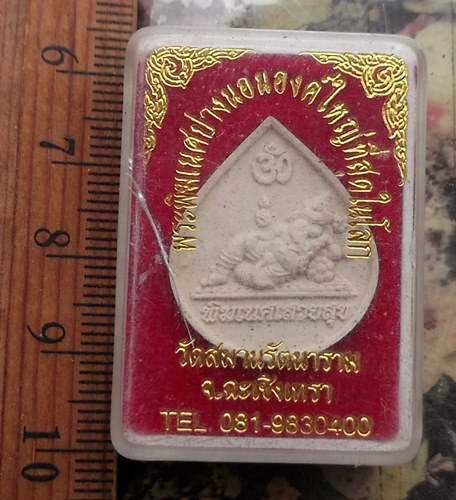 พระพิฆเนศปางนอนองค์ใหญ่ที่สุดในโลก
ॐ
พิฆเนศเสวยสุข
วัดสมานรัตนาราม
จ.ฉะเชิงเทรา
TEL 081-9830400
6
7
8
9
10